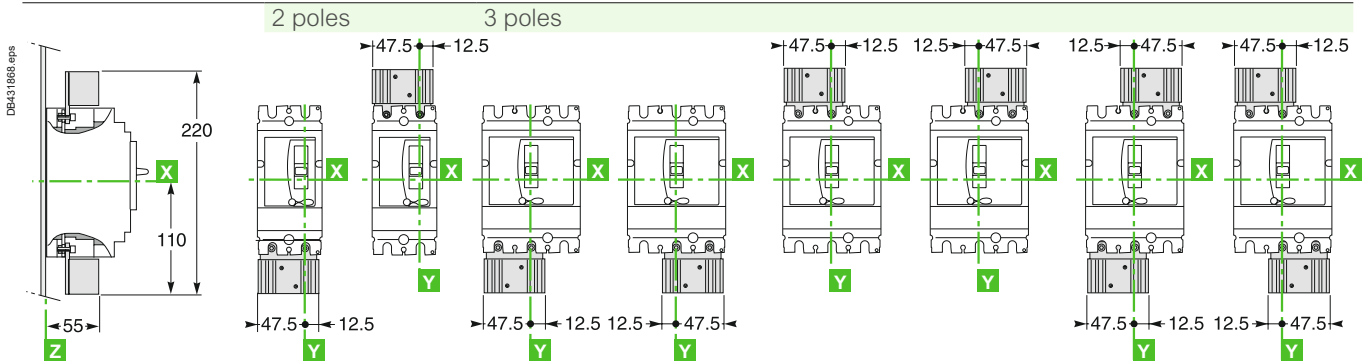 2 poles 3 poles
DB431868.eps
47.5 12.5 47.5 12.5 12.5 47.5 12.5 47.5 47.5 12.5
220
X X X X X X X X X
110
Y Y Y
55 47.5 12.5 47.5 12.5 12.5 47.5 47.5 12.5 12.5 47.5
Z Y Y Y Y Y